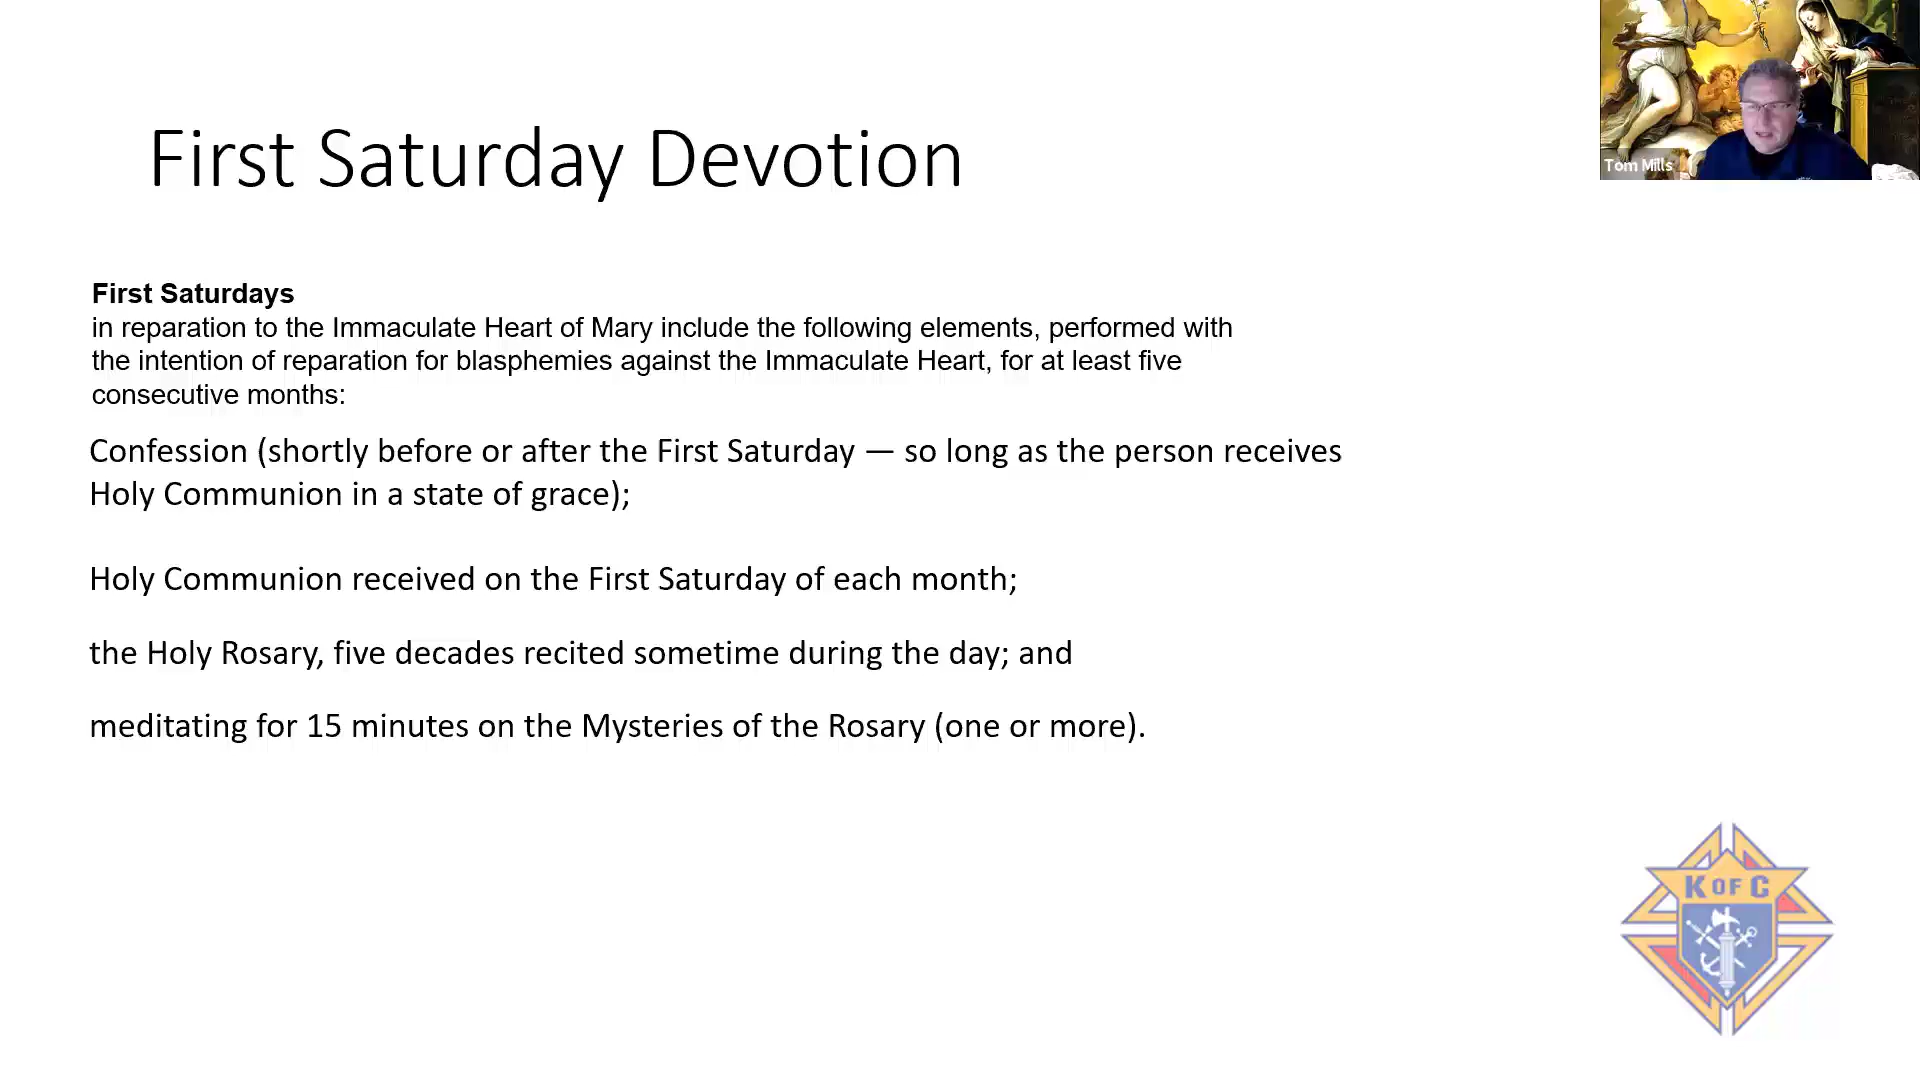 First Saturday Devotion
Tom Mills
First Saturdays
in reparation to the Immaculate Heart of Mary include the following elements, performed with
the intention of reparation for blasphemies against the Immaculate Heart, for at least five
consecutive months:
Confession (shortly before or after the First Saturday — so long as the person receives
Holy Communion in a state of grace);
Holy Communion received on the First Saturday of each month;
the Holy Rosary, five decades recited sometime during the day; and
meditating for 15 minutes on the Mysteries of the Rosary (one or more).
K OF C